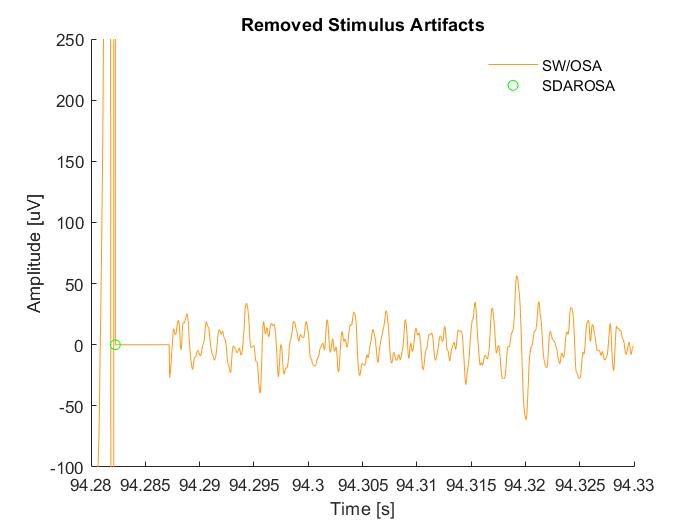 Removed Stimulus Artifacts
SW/OSA
SDAROSA
250
200
150
100
50
0
-50
-100
Amplitude [uV]
94.28 94.285 94.29 94.295 94.3 94.305 94.31 94.315 94.32 94.325 94.33
Time [s]